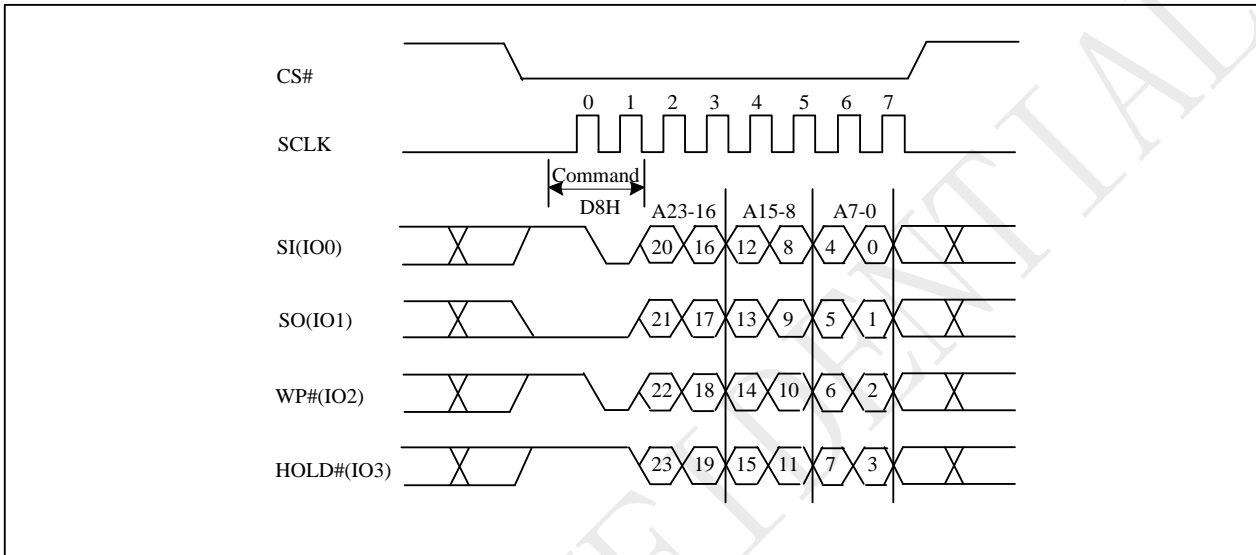 CS#
0 1 2 3 4 5 6 7
SCLK
Command
D8H
A23-16 A15-8 A7-0
SI(IO0) 20 16 12 8 4 0
SO(IO1) 21 17 13 9 5 1
WP#(IO2) 22 18 14 10 6 2
HOLD#(IO3) 23 19 15 11 7 3
IDENTIAL